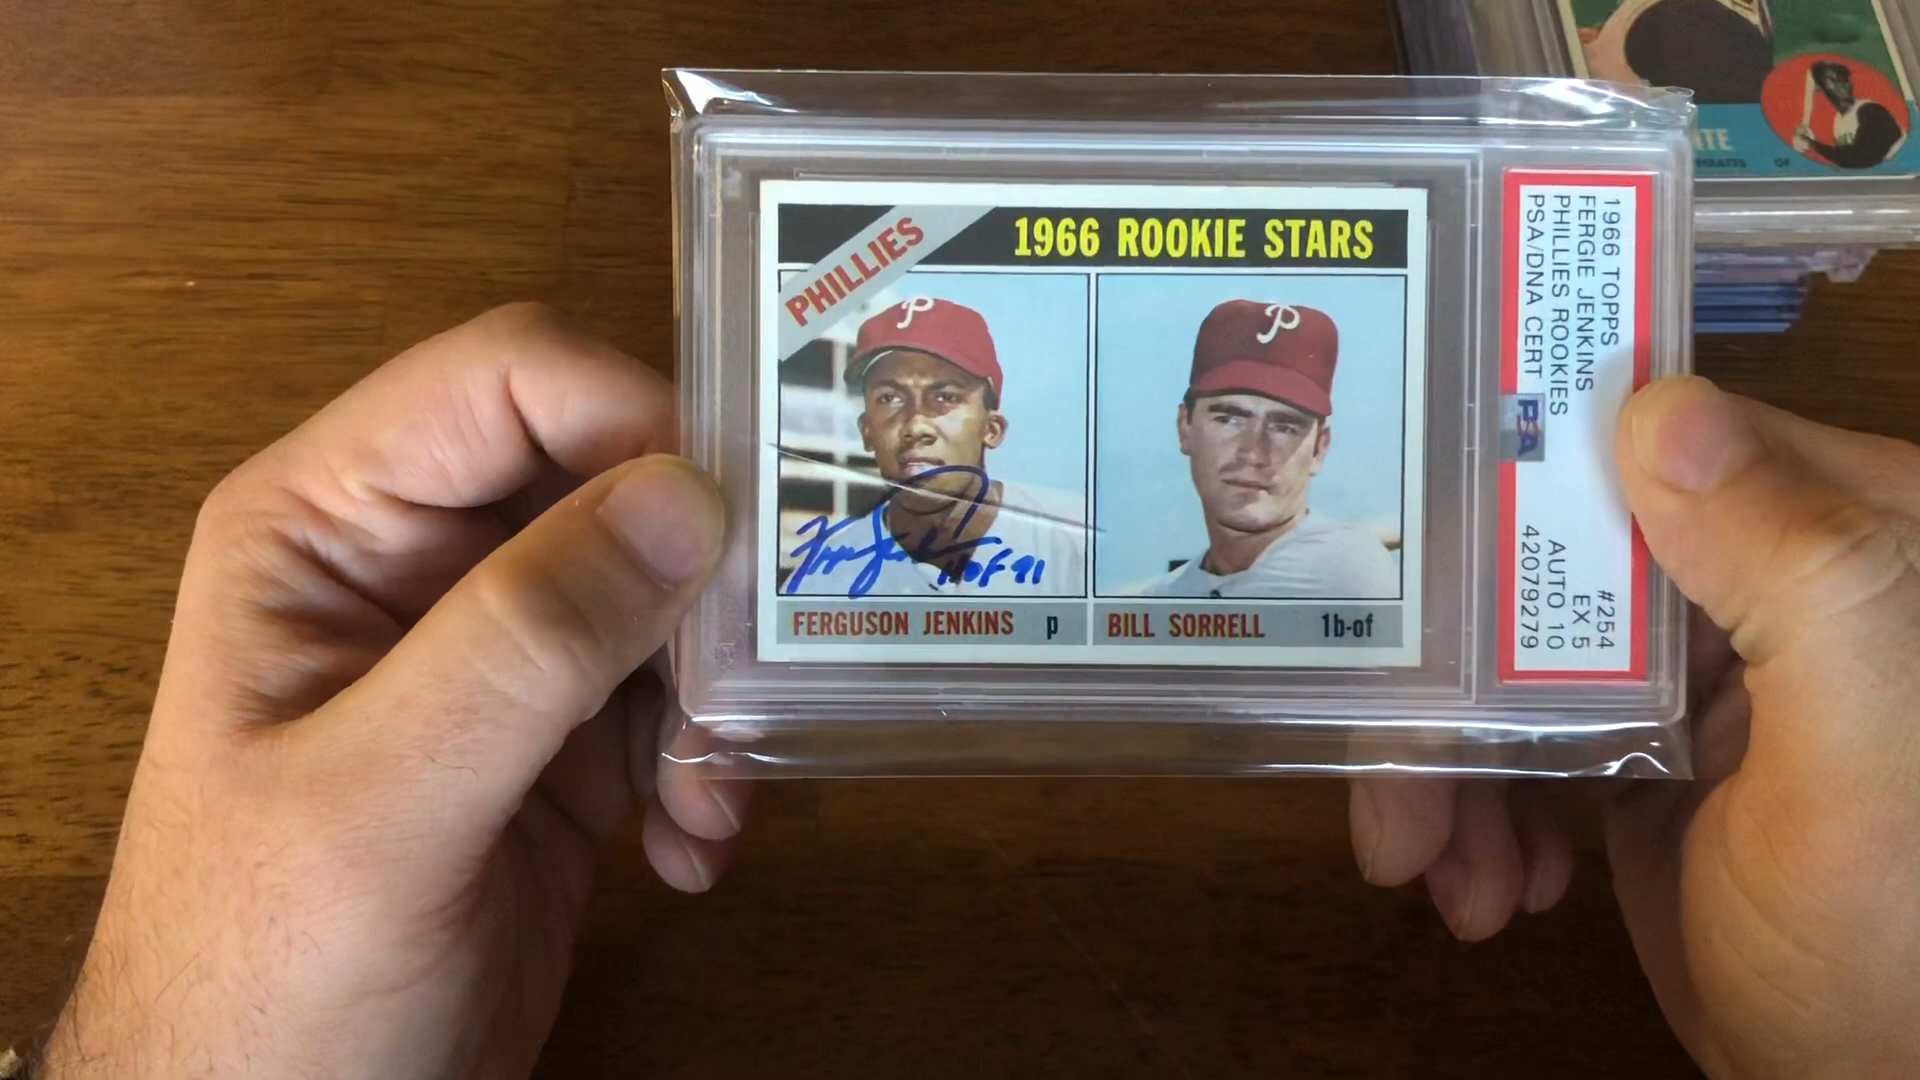 PHILLIES
1966 ROOKIE STARS
HOF 91
FERGUSON JENKINS p
BILL SORRELL 1b-of
1966 TOPPS #254
FERGIE JENKINS EX 5
PHILLIES ROOKIES AUTO 10
PSA/DNA CERT 42079279
PSA